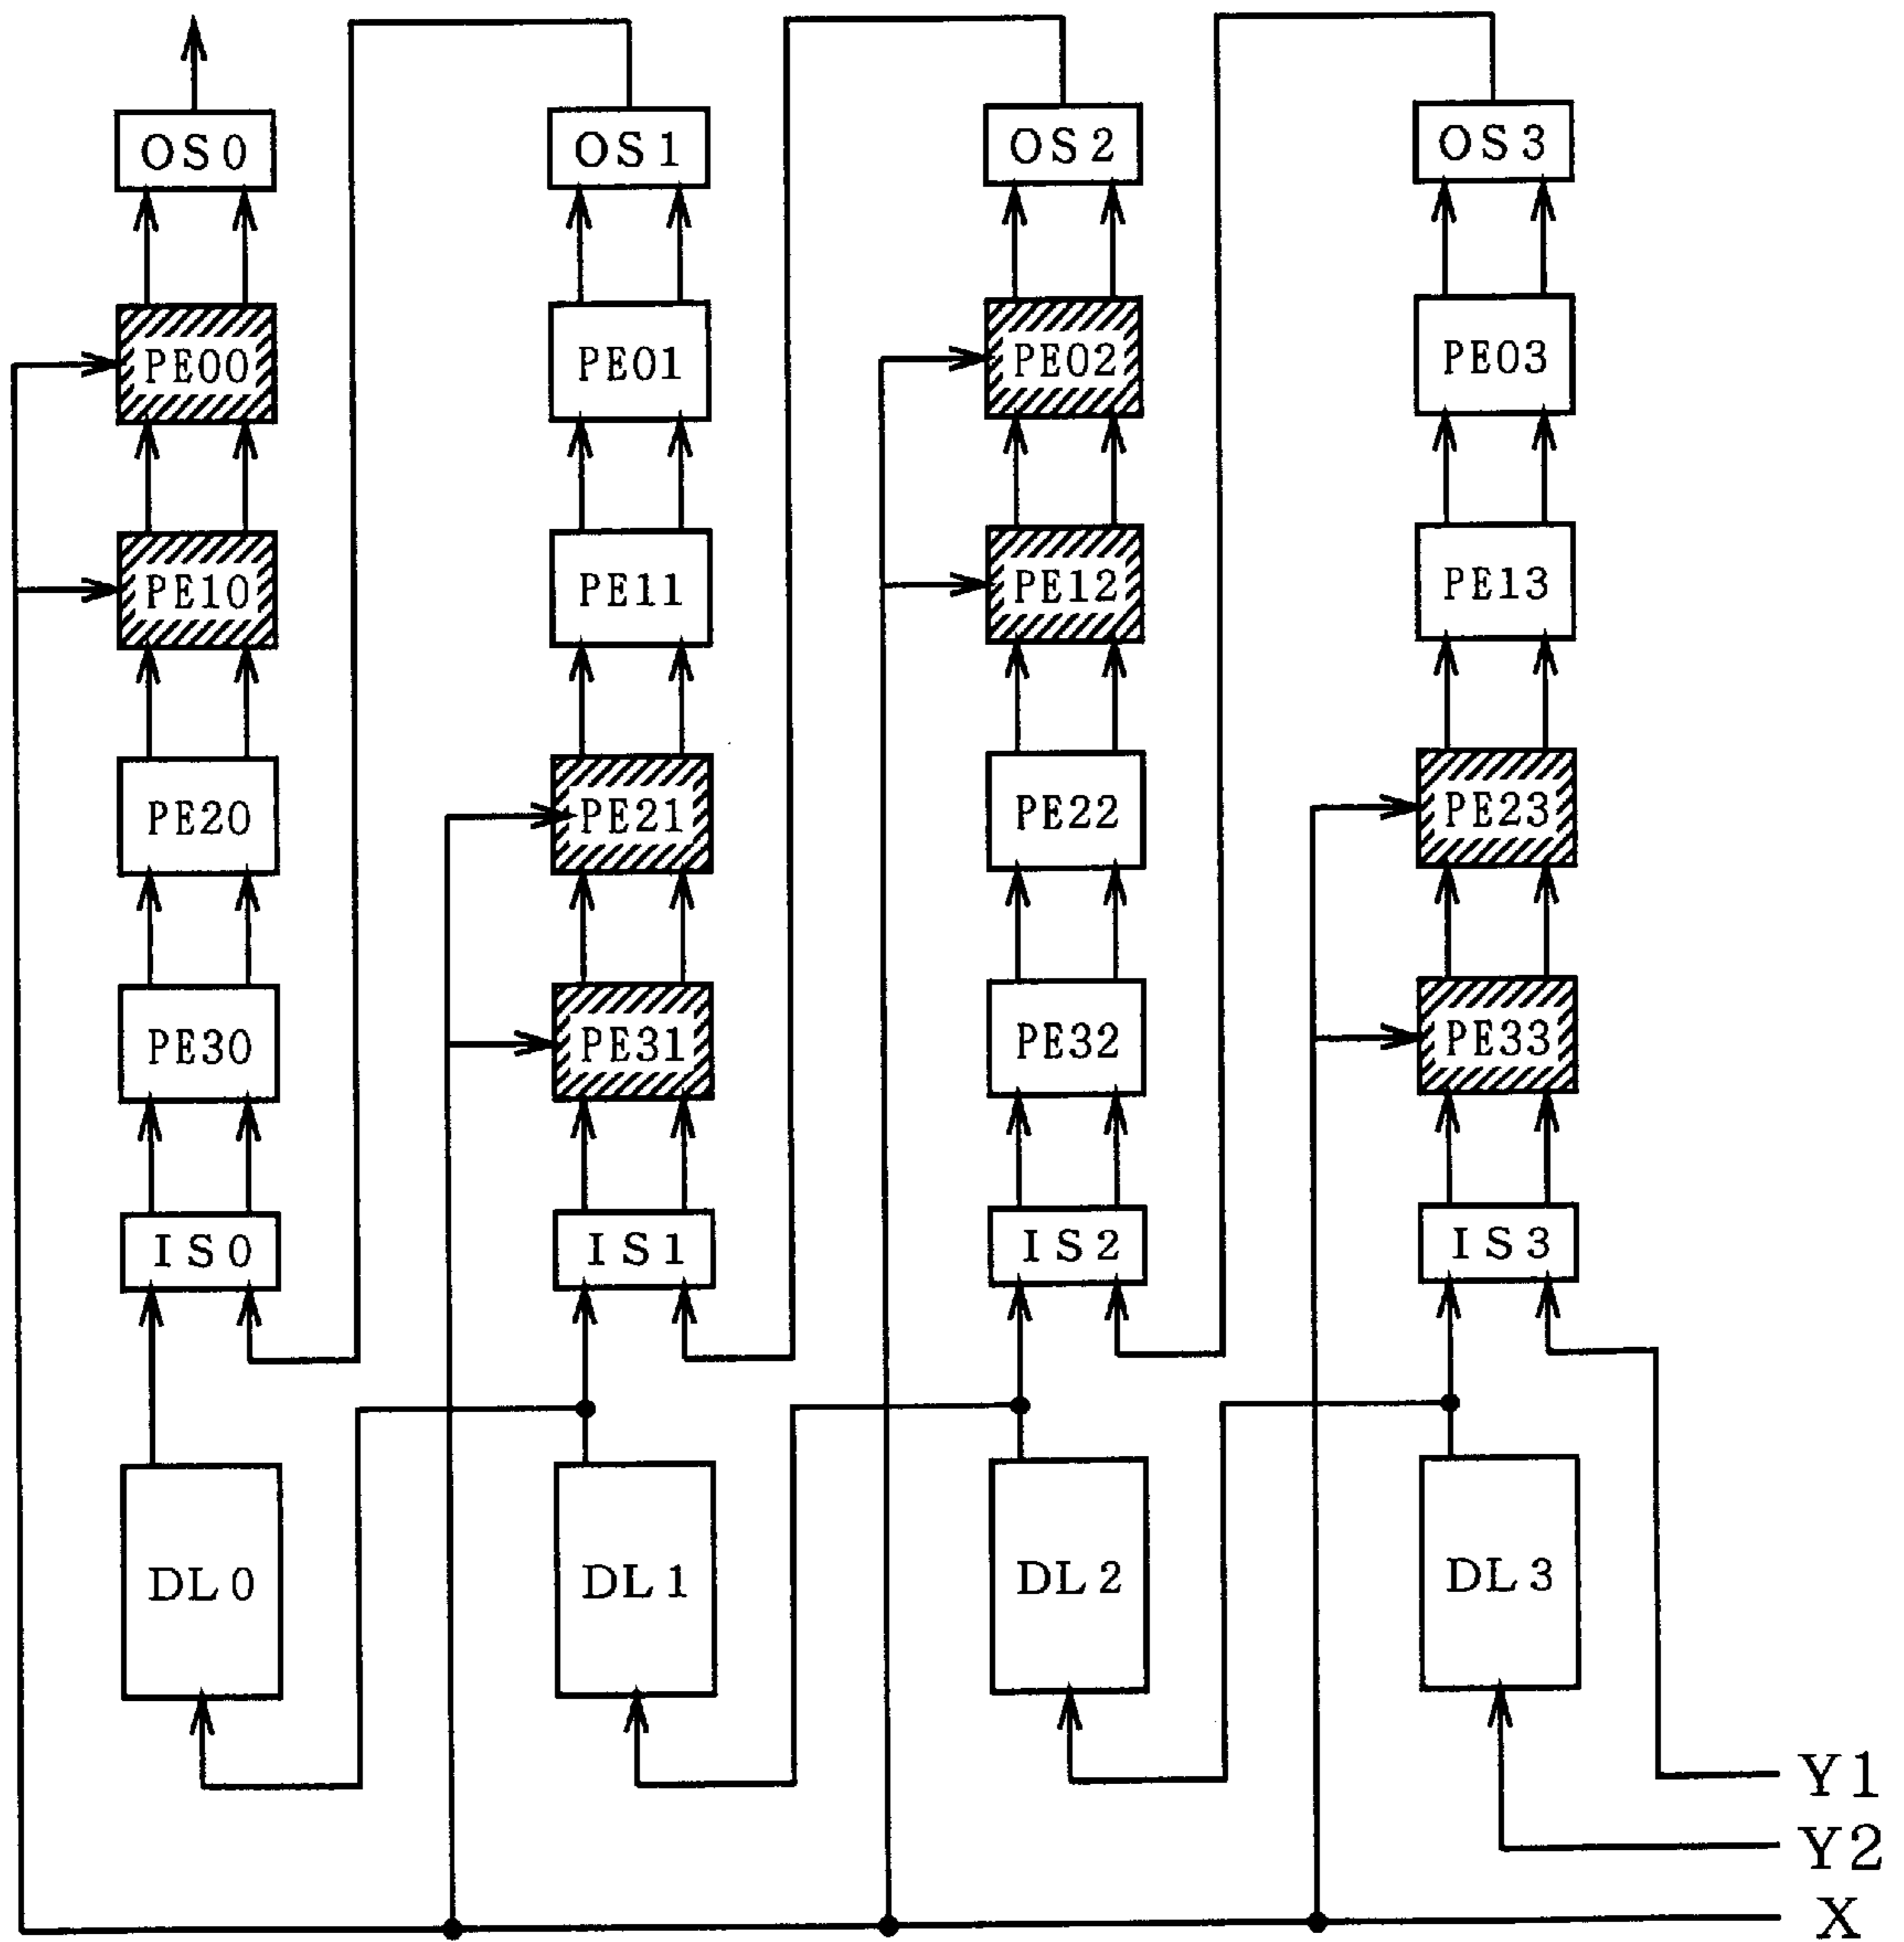 OS0 OS1 OS2 OS3
PE00 PE01 PE02 PE03
PE10 PE11 PE12 PE13
PE20 PE21 PE22 PE23
PE30 PE31 PE32 PE33
IS0 IS1 IS2 IS3
DL0 DL1 DL2 DL3
Y1
Y2
X